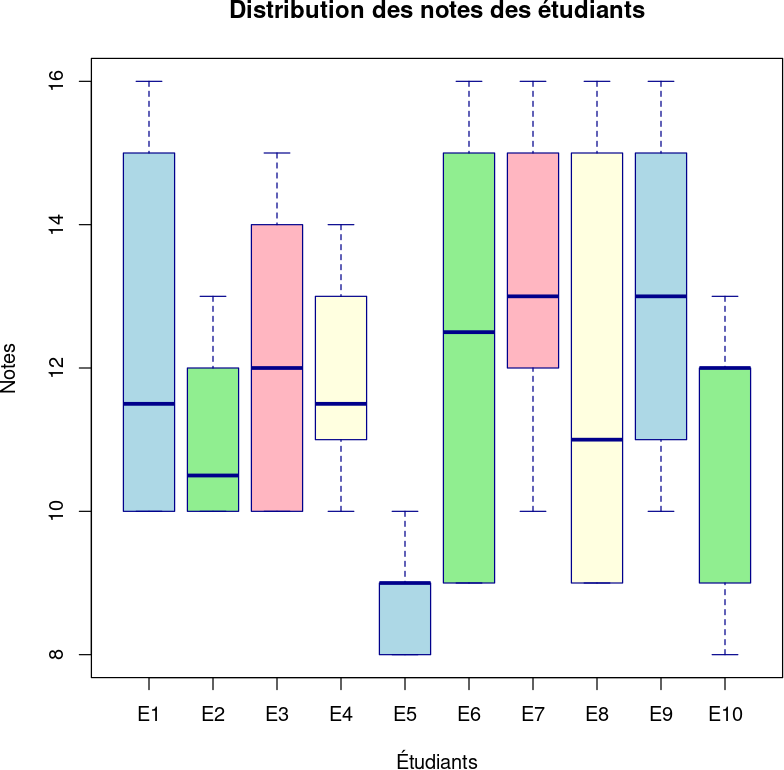 Distribution des notes des étudiants
16
14
12
10
8
Notes
E1 E2 E3 E4 E5 E6 E7 E8 E9 E10
Étudiants